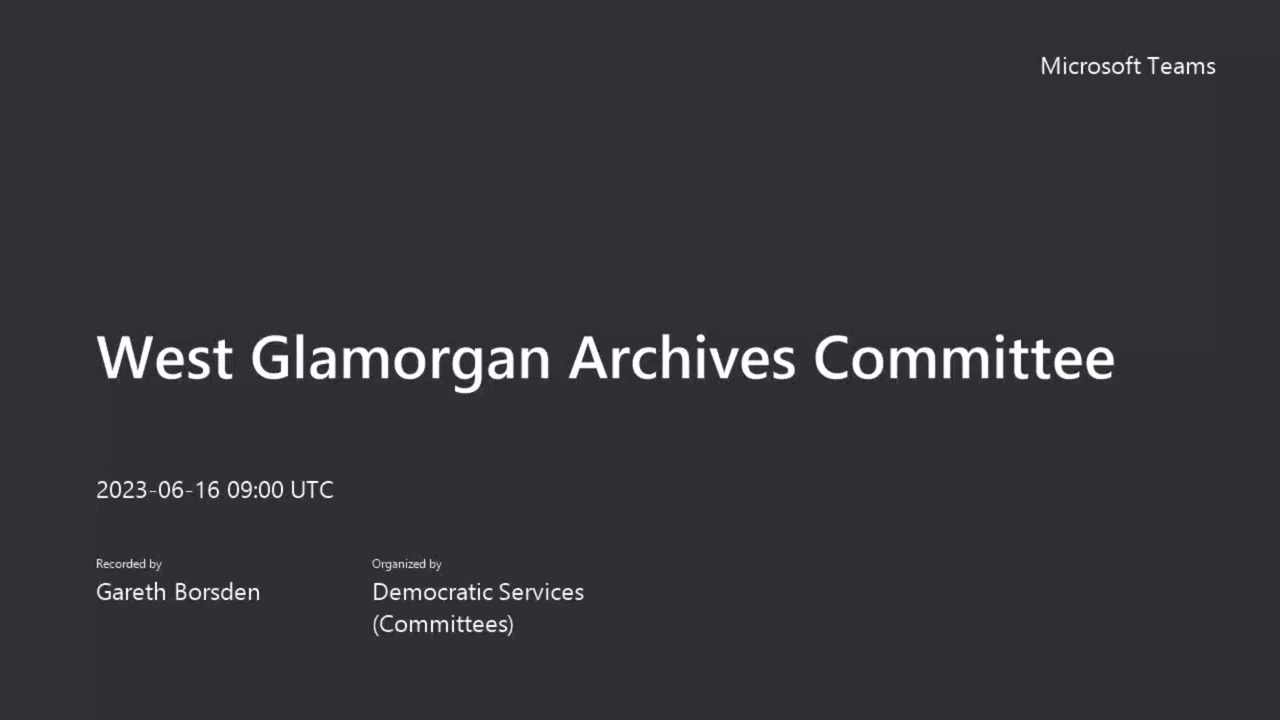 Microsoft Teams
West Glamorgan Archives Committee
2023-06-16 09:00 UTC
Recorded by
Gareth Borsden
Organized by
Democratic Services
(Committees)